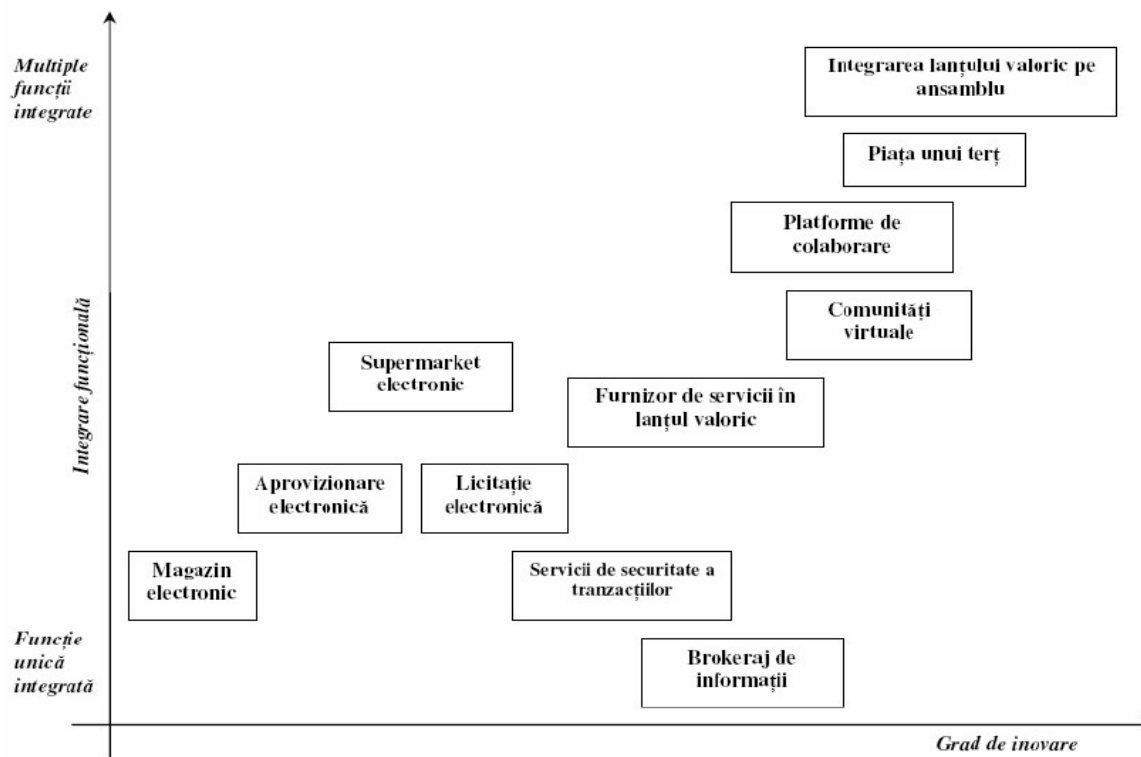 Multiple
funcții
integrate
Integrarea lanțului valoric pe
ansamblu
Piața unui terț
Platforme de
colaborare
Comunități
virtuale
Integrare funcțională
Supermarket
electronic
Furnizor de servicii în
lanțul valoric
Aprovizionare
electronică
Licitație
electronică
Magazin
electronic
Servicii de securitate a
tranzacțiilor
Funcție
unică
integrată
Brokeraj de
informații
Grad de inovare